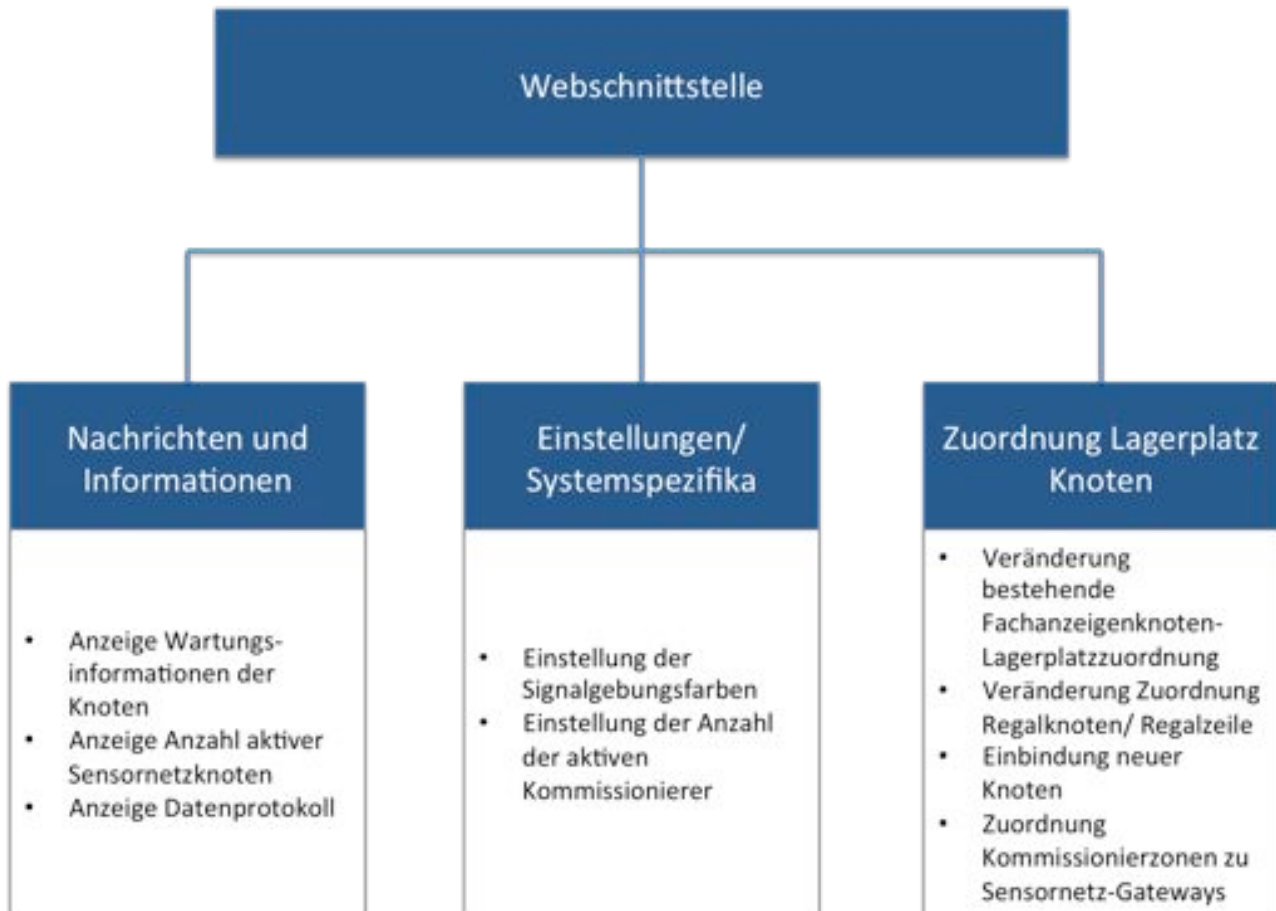 Webschnittstelle
Nachrichten und
Informationen
• Anzeige Wartungs-
informationen der
Knoten
• Anzeige Anzahl aktiver
Sensornetzknoten
• Anzeige Datenprotokoll
Einstellungen/
Systemspezifika
• Einstellung der
Signalgebungsfarben
• Einstellung der Anzahl
der aktiven
Kommissionierer
Zuordnung Lagerplatz
Knoten
• Veränderung
bestehende
Fachanzeigenknoten-
Lagerplatzzuordnung
• Veränderung Zuordnung
Regalknoten/ Regalzeile
• Einbindung neuer
Knoten
• Zuordnung
Kommissionierzonen zu
Sensornetz-Gateways